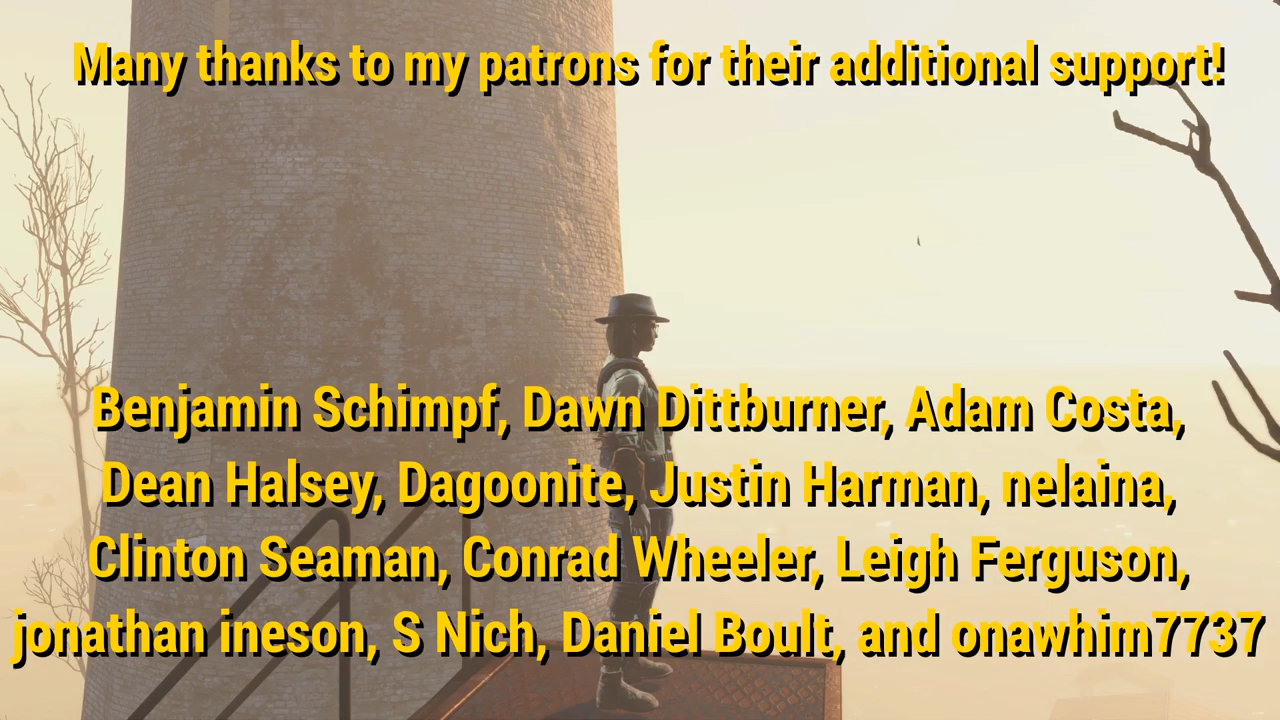 Many thanks to my patrons for their additional support!
Benjamin Schimpf, Dawn Dittburner, Adam Costa,
Dean Halsey, Dagoonite, Justin Harman, nelaina,
Clinton Seaman, Conrad Wheeler, Leigh Ferguson,
jonathan ineson, S Nich, Daniel Boult, and onawhim7737